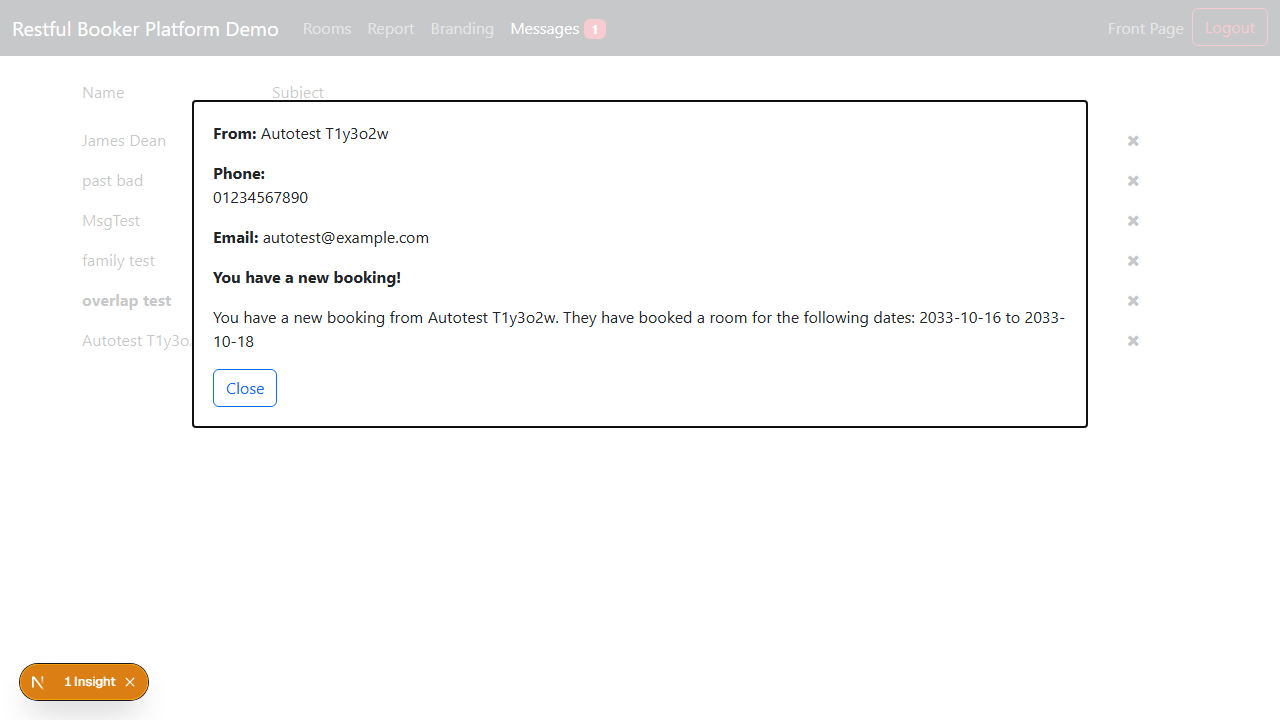 Restful Booker Platform Demo Rooms Report Branding Messages 1 Front Page Logout
Name Subject
From: Autotest T1y3o2w
James Dean
Phone:
past bad
01234567890
MsgTest
Email: autotest@example.com
family test
You have a new booking!
overlap test
You have a new booking from Autotest T1y3o2w. They have booked a room for the following dates: 2033-10-16 to 2033-
10-18
Autotest T1y3o.
Close
1 Insight